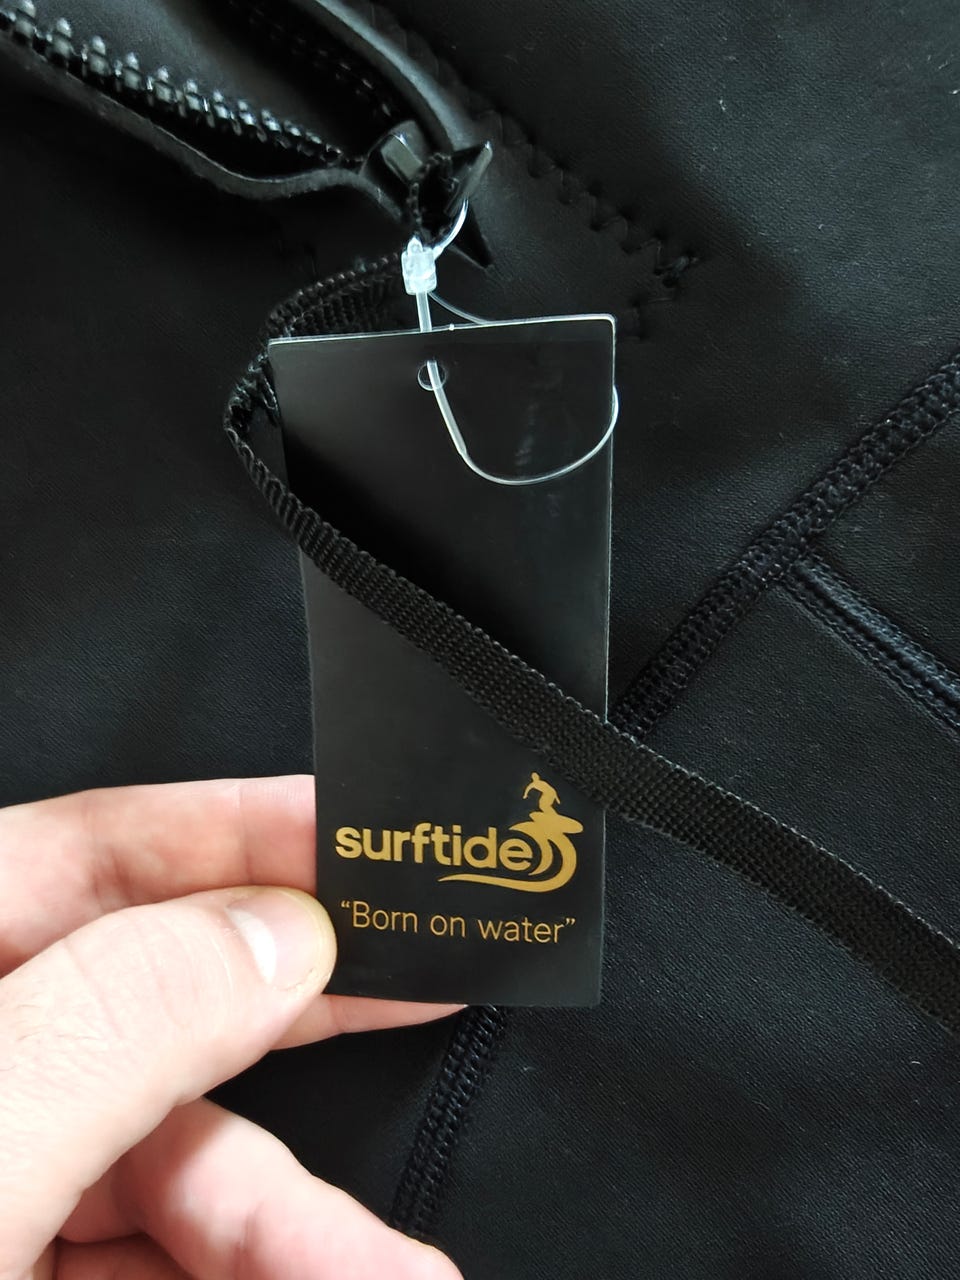 surftide
“Born on water”